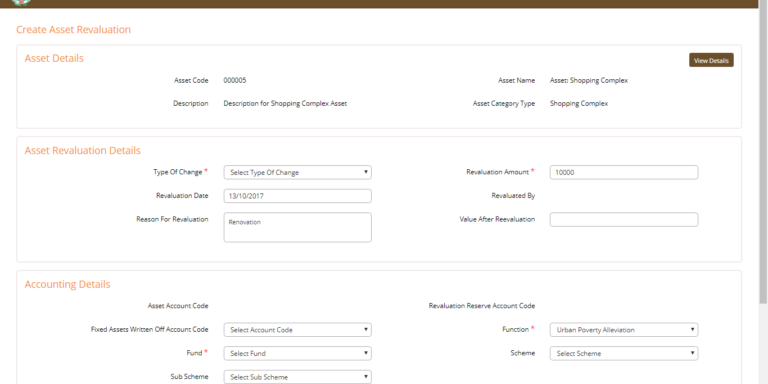 Create Asset Revaluation
Asset Details
View Details
Asset Code 000005 Asset Name Asset: Shopping Complex
Description Description for Shopping Complex Asset Asset Category Type Shopping Complex
Asset Revaluation Details
Type Of Change * Select Type Of Change Revaluation Amount * 10000
Revaluation Date 13/10/2017 Revaluated By
Reason For Revaluation Renovation Value After Reevaluation
Accounting Details
Asset Account Code Revaluation Reserve Account Code
Fixed Assets Written Off Account Code Select Account Code Function * Urban Poverty Alleviation
Fund * Select Fund Scheme Select Scheme
Sub Scheme Select Sub Scheme